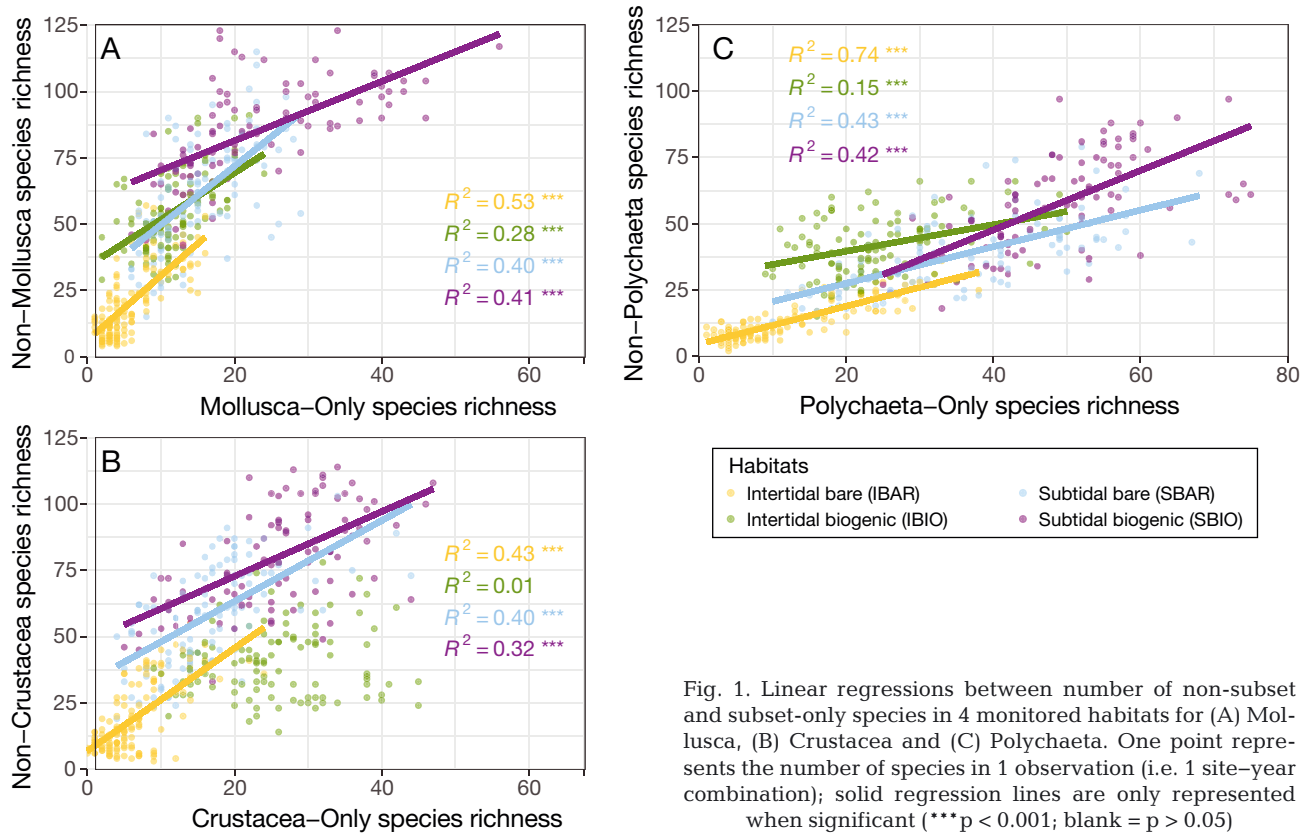 A
Non−Mollusca species richness
125
100
75
50
25
0
R² = 0.53 ***
R² = 0.28 ***
R² = 0.40 ***
R² = 0.41 ***
0 20 40 60
Mollusca−Only species richness
B
Non−Crustacea species richness
125
100
75
50
25
0
R² = 0.43 ***
R² = 0.01
R² = 0.40 ***
R² = 0.32 ***
0 20 40 60
Crustacea−Only species richness
C
Non−Polychaeta species richness
125
100
75
50
25
0
R² = 0.74 ***
R² = 0.15 ***
R² = 0.43 ***
R² = 0.42 ***
0 20 40 60 80
Polychaeta−Only species richness
Habitats
Intertidal bare (IBAR)
Intertidal biogenic (IBIO)
Subtidal bare (SBAR)
Subtidal biogenic (SBIO)
Fig. 1. Linear regressions between number of non-subset
and subset-only species in 4 monitored habitats for (A) Mol-
lusca, (B) Crustacea and (C) Polychaeta. One point repre-
sents the number of species in 1 observation (i.e. 1 site–year
combination); solid regression lines are only represented
when significant (***p < 0.001; blank = p > 0.05)